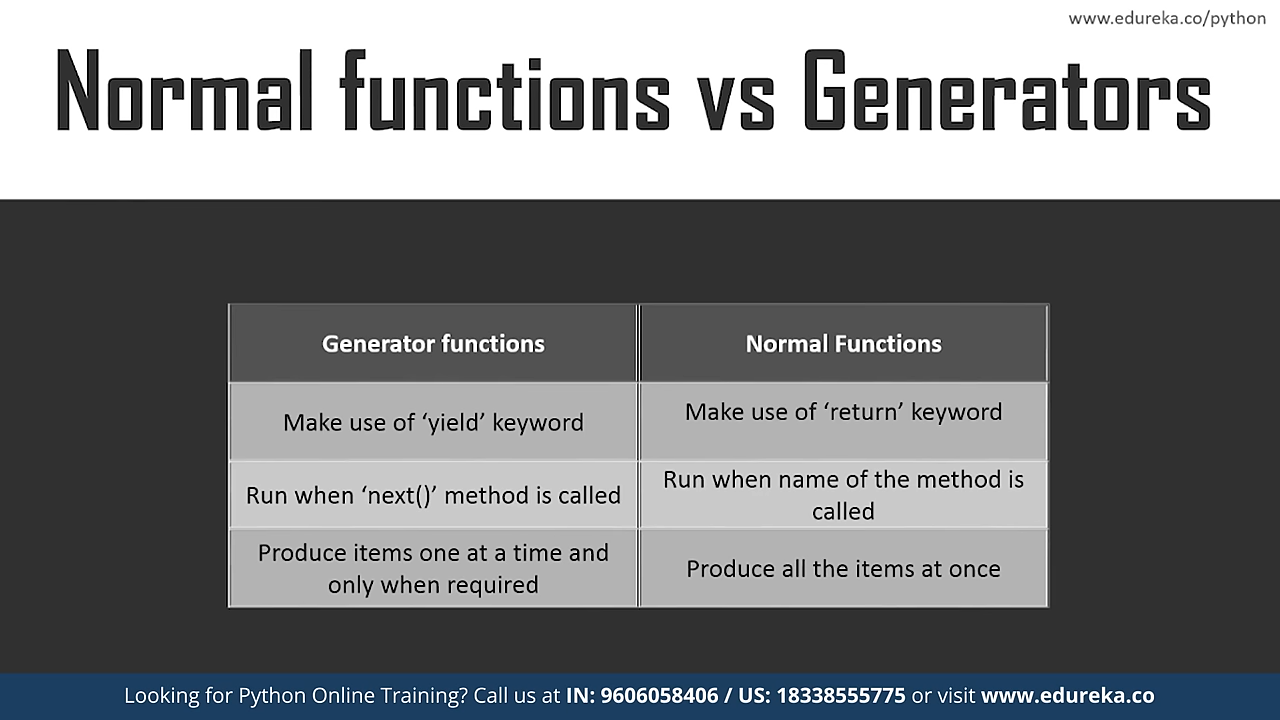 www.edureka.co/python
Normal functions vs Generators
Generator functions
Normal Functions
Make use of ‘yield’ keyword
Make use of ‘return’ keyword
Run when ‘next()’ method is called
Run when name of the method is
called
Produce items one at a time and
only when required
Produce all the items at once
Looking for Python Online Training? Call us at IN: 9606058406 / US: 18338555775 or visit www.edureka.co